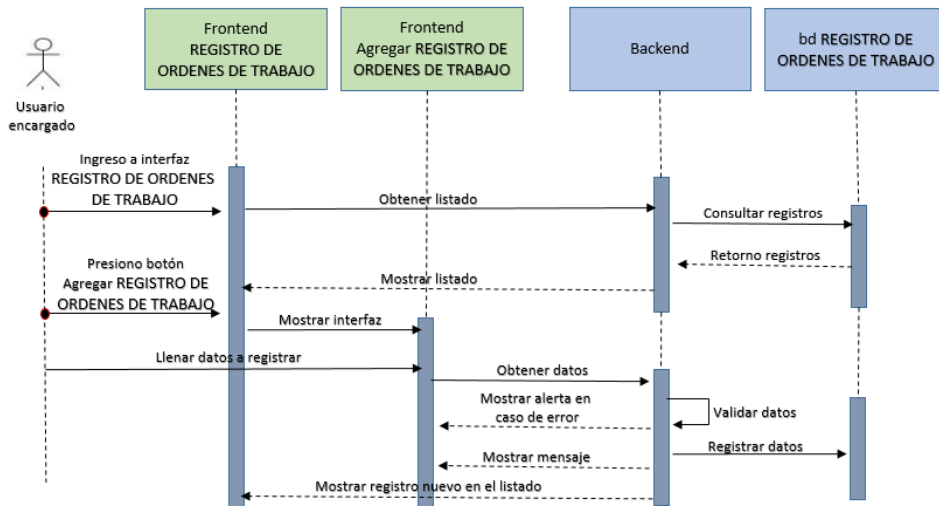 Frontend
REGISTRO DE
ORDENES DE TRABAJO
Frontend
Agregar REGISTRO DE
ORDENES DE TRABAJO
Backend
bd REGISTRO DE
ORDENES DE TRABAJO
Usuario
encargado
Ingreso a interfaz
REGISTRO DE ORDENES
DE TRABAJO
Obtener listado
Consultar registros
Retorno registros
Presiono botón
Agregar REGISTRO DE
ORDENES DE TRABAJO
Mostrar listado
Mostrar interfaz
Llenar datos a registrar
Obtener datos
Mostrar alerta en
caso de error
Validar datos
Registrar datos
Mostrar mensaje
Mostrar registro nuevo en el listado